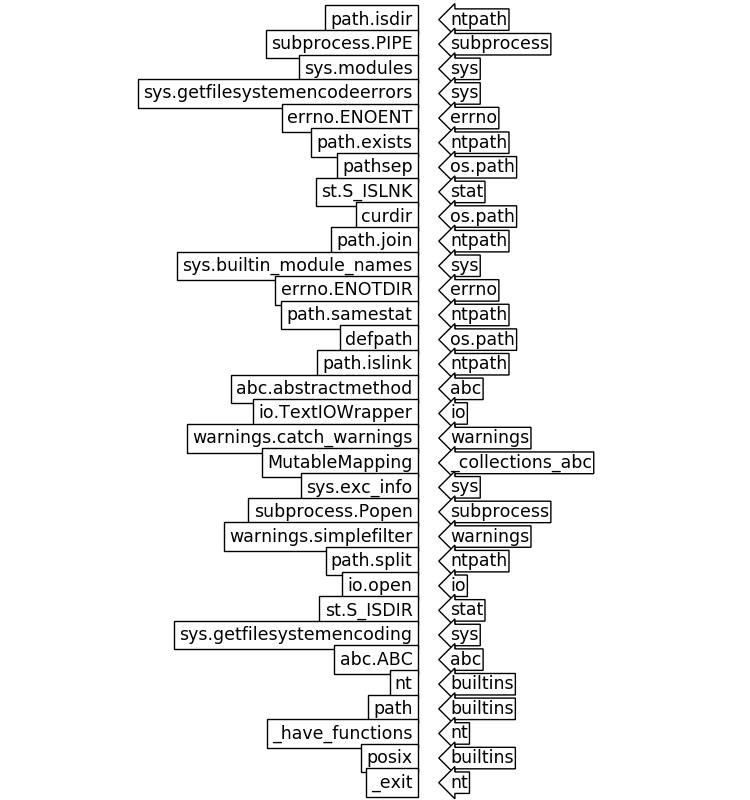 path.isdir ntpath
subprocess.PIPE subprocess
sys.modules sys
sys.getfilesystemencodeerrors sys
errno.ENOENT errno
path.exists ntpath
pathsep os.path
st.S_ISLNK stat
curdir os.path
path.join ntpath
sys.builtin_module_names sys
errno.ENOTDIR errno
path.samestat ntpath
defpath os.path
path.islink ntpath
abc.abstractmethod abc
io.TextIOWrapper io
warnings.catch_warnings warnings
MutableMapping _collections_abc
sys.exc_info sys
subprocess.Popen subprocess
warnings.simplefilter warnings
path.split ntpath
io.open io
st.S_ISDIR stat
sys.getfilesystemencoding sys
abc.ABC abc
nt builtins
path builtins
_have_functions nt
posix builtins
_exit nt